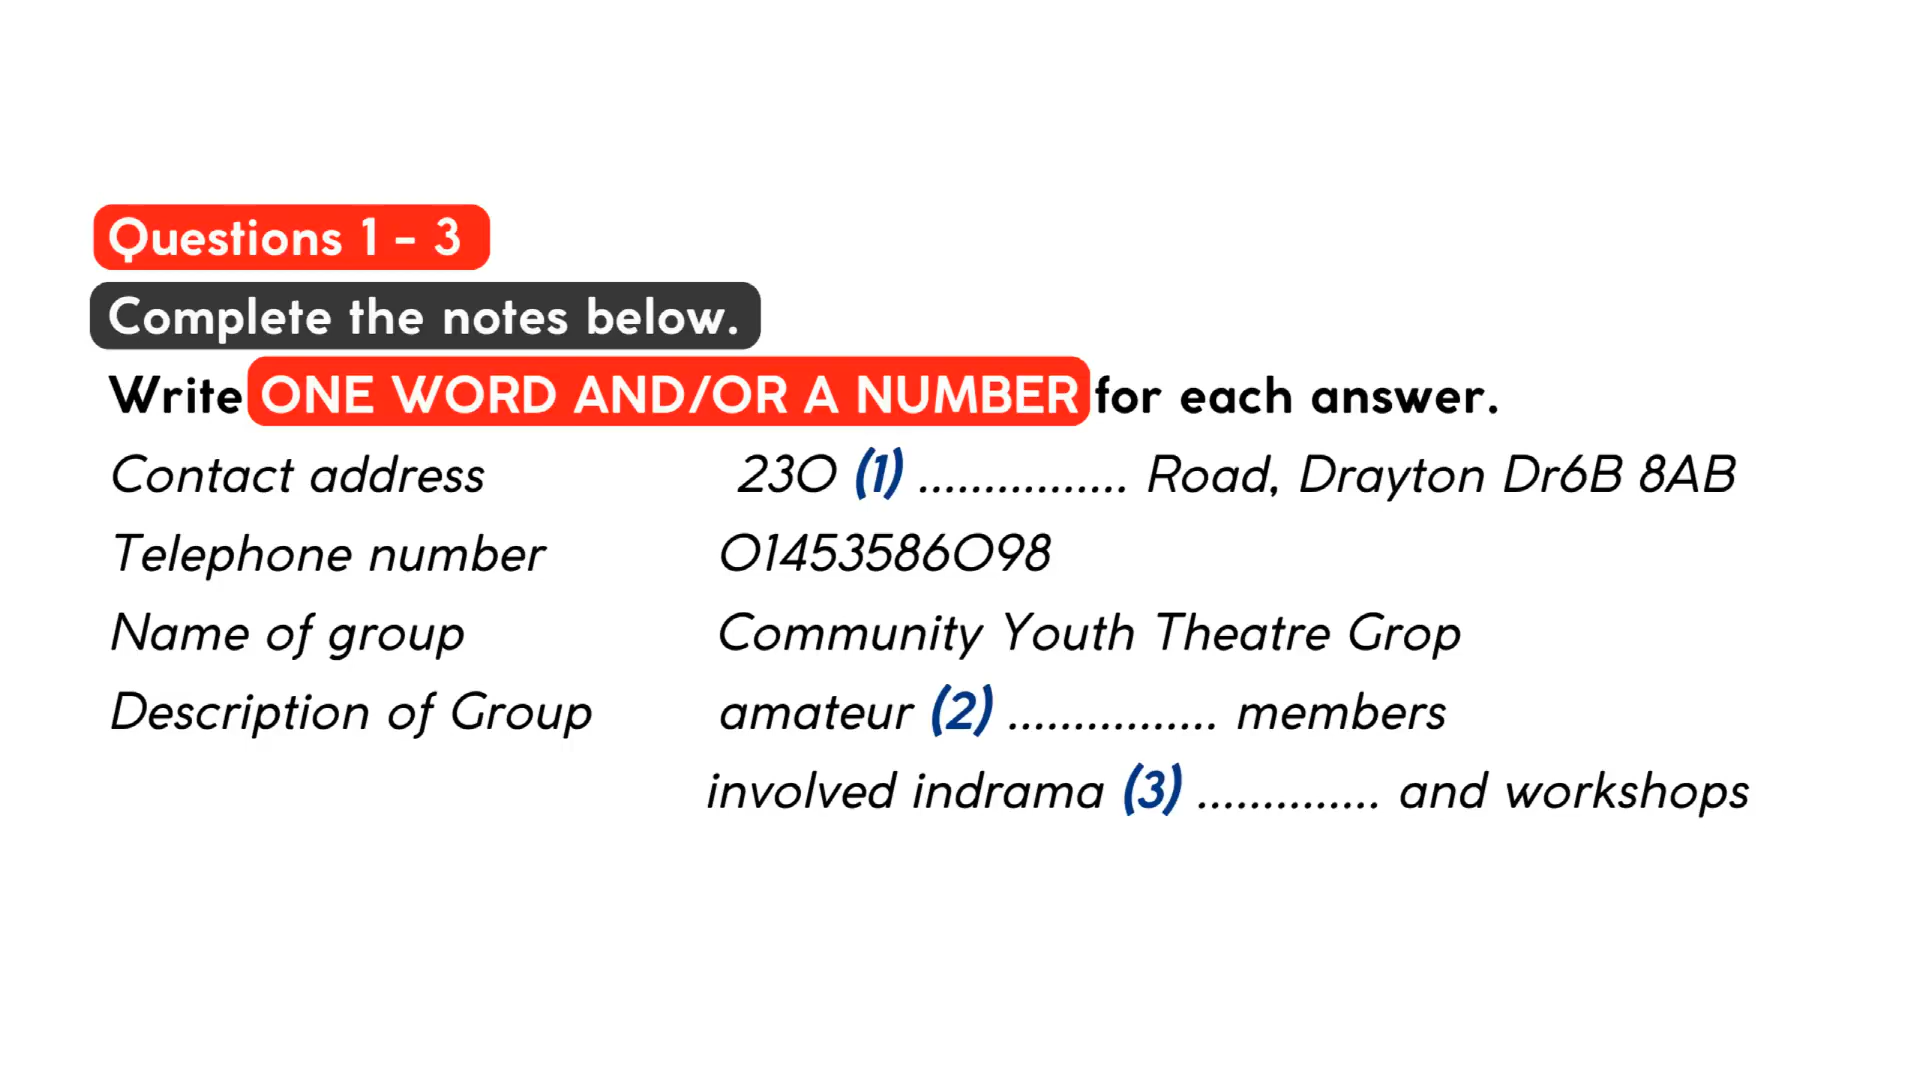 Questions 1 - 3
Complete the notes below.
Write ONE WORD AND/OR A NUMBER for each answer.
Contact address 230 (1) ................ Road, Drayton Dr6B 8AB
Telephone number 01453586098
Name of group Community Youth Theatre Grop
Description of Group amateur (2) ................ members
involved indrama (3) .............. and workshops